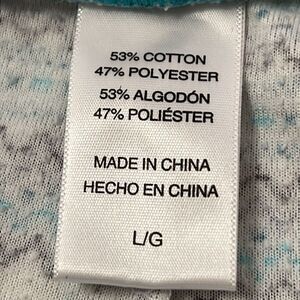 53% COTTON
47% POLYESTER
53% ALGODÓN
47% POLIÉSTER
MADE IN CHINA
HECHO EN CHINA
L/G